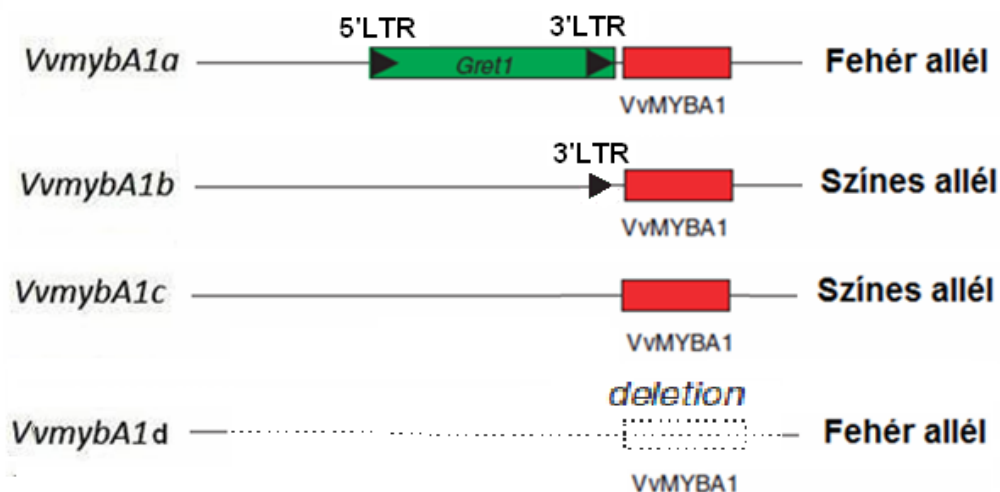 5'LTR 3'LTR
VvmybA1a Gret1 Fehér allél
VvMYBA1
3'LTR
VvmybA1b Színes allél
VvMYBA1
VvmybA1c Színes allél
VvMYBA1
deletion
VvmybA1d Fehér allél
VvMYBA1